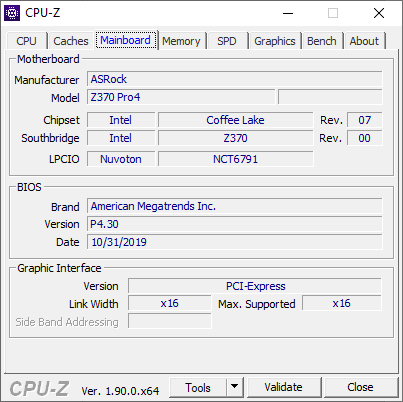 CPU-Z
CPU Caches Mainboard Memory SPD Graphics Bench About
Motherboard
Manufacturer ASRock
Model Z370 Pro4
Chipset Intel Coffee Lake Rev. 07
Southbridge Intel Z370 Rev. 00
LPCIO Nuvoton NCT6791
BIOS
Brand American Megatrends Inc.
Version P4.30
Date 10/31/2019
Graphic Interface
Version PCI-Express
Link Width x16 Max. Supported x16
Side Band Addressing
CPU-Z Ver. 1.90.0.x64 Tools Validate Close